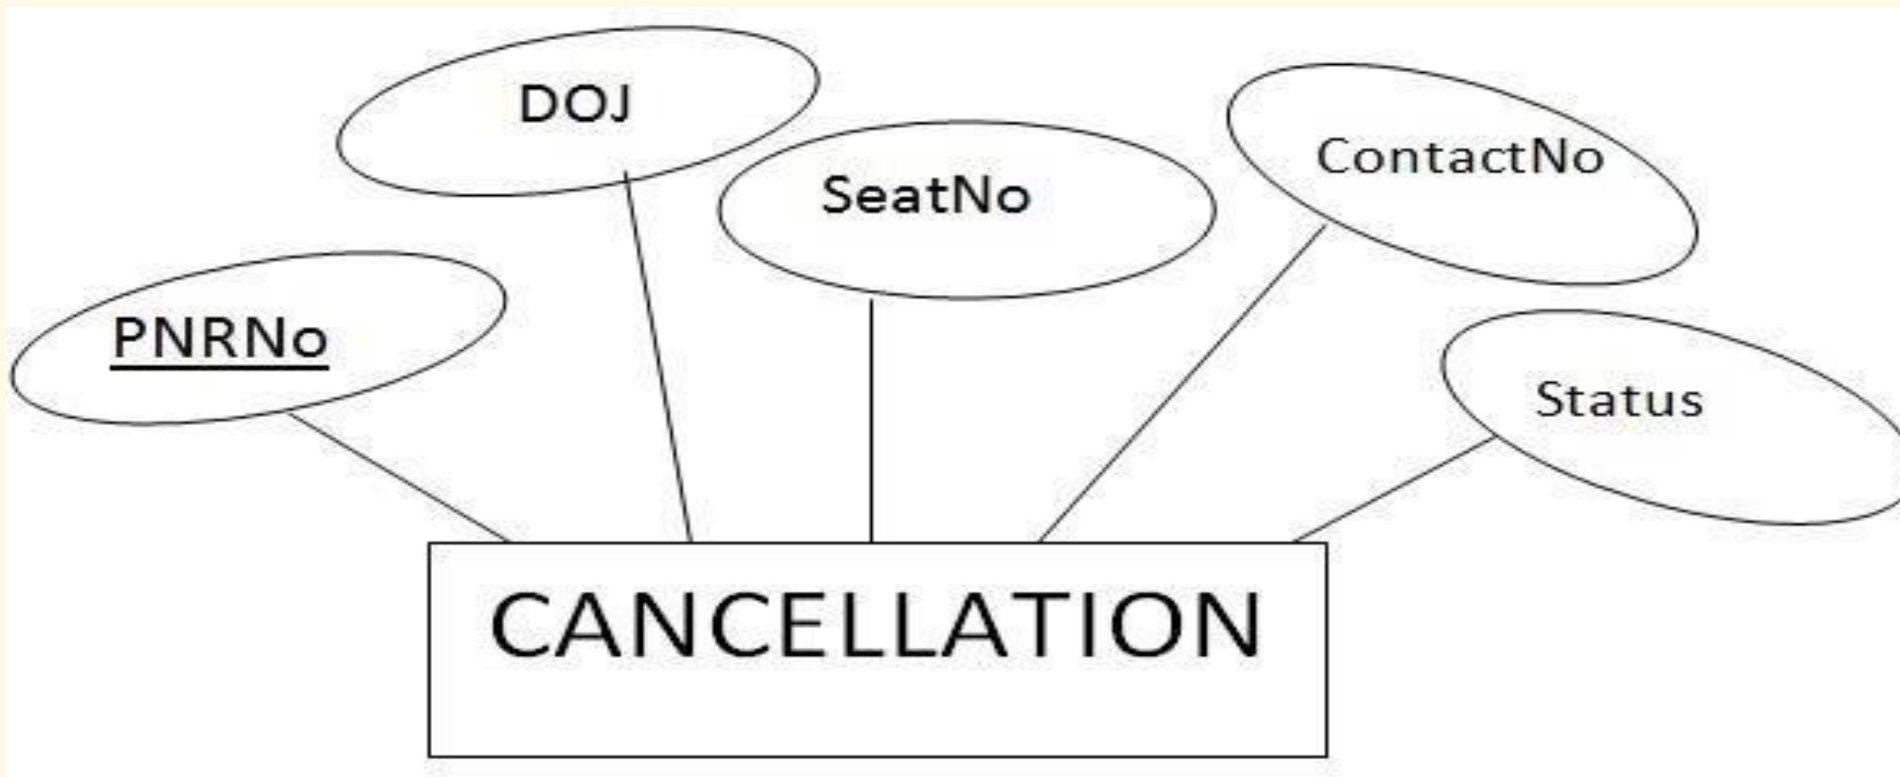 DOJ
ContactNo
SeatNo
PNRNo
Status
CANCELLATION